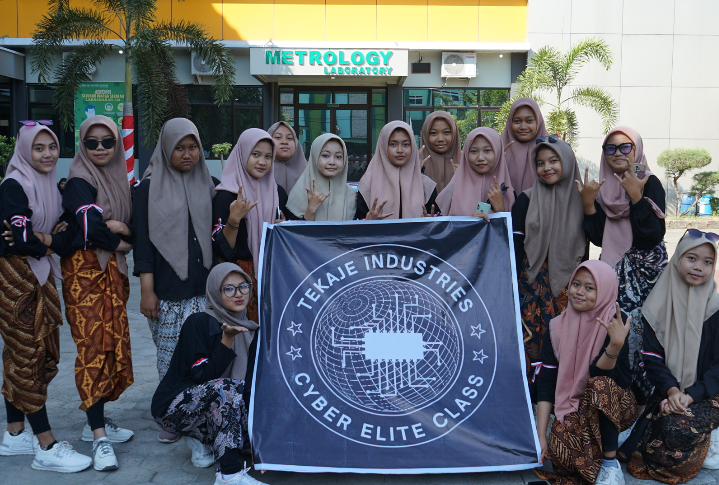 METROLOGY
LABORATORY
TEKAJE INDUSTRIES
CYBER ELITE CLASS